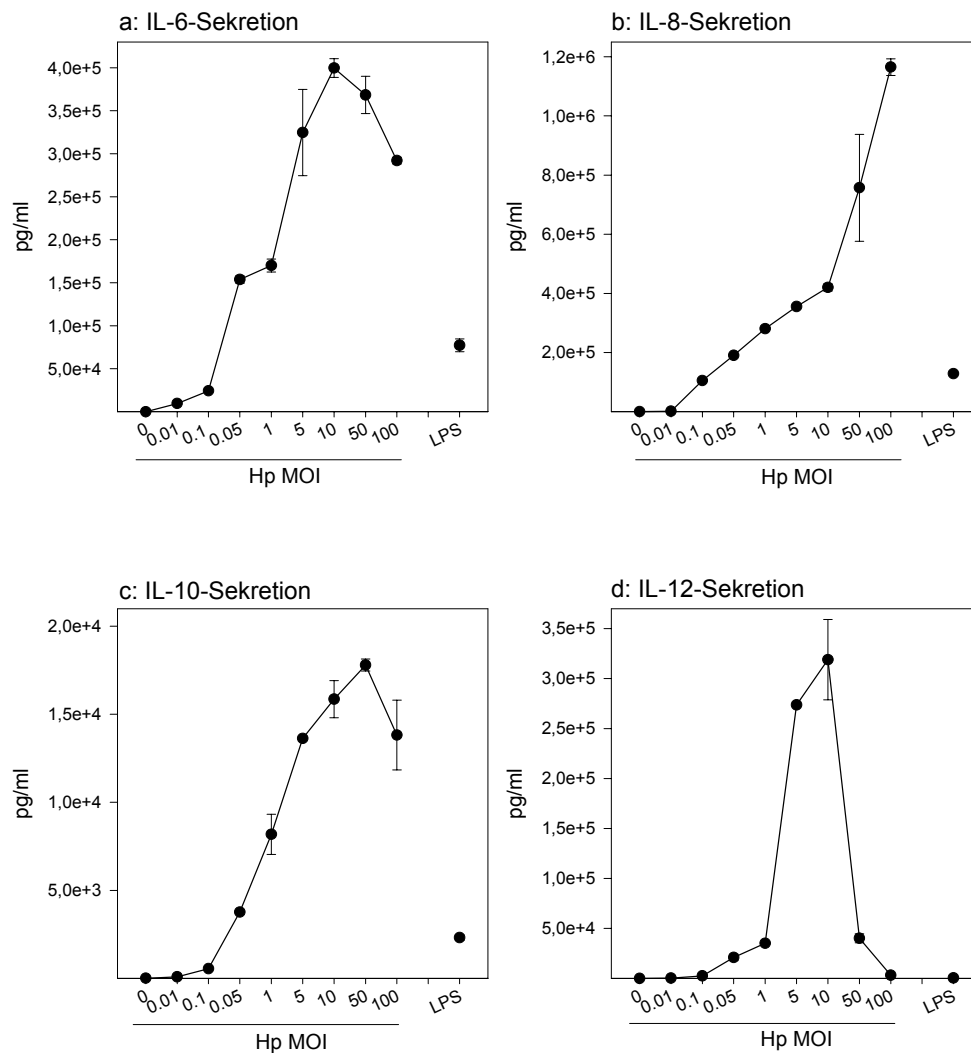 a: IL-6-Sekretion
pg/ml
4,0e+5
3,5e+5
3,0e+5
2,5e+5
2,0e+5
1,5e+5
1,0e+5
5,0e+4
0 0.01 0.1 0.05 1 5 10 50 100 LPS
Hp MOI
b: IL-8-Sekretion
pg/ml
1,2e+6
1,0e+6
8,0e+5
6,0e+5
4,0e+5
2,0e+5
0 0.01 0.1 0.05 1 5 10 50 100 LPS
Hp MOI
c: IL-10-Sekretion
pg/ml
2,0e+4
1,5e+4
1,0e+4
5,0e+3
0 0.01 0.1 0.05 1 5 10 50 100 LPS
Hp MOI
d: IL-12-Sekretion
pg/ml
3,5e+5
3,0e+5
2,5e+5
2,0e+5
1,5e+5
1,0e+5
5,0e+4
0 0.01 0.1 0.05 1 5 10 50 100 LPS
Hp MOI